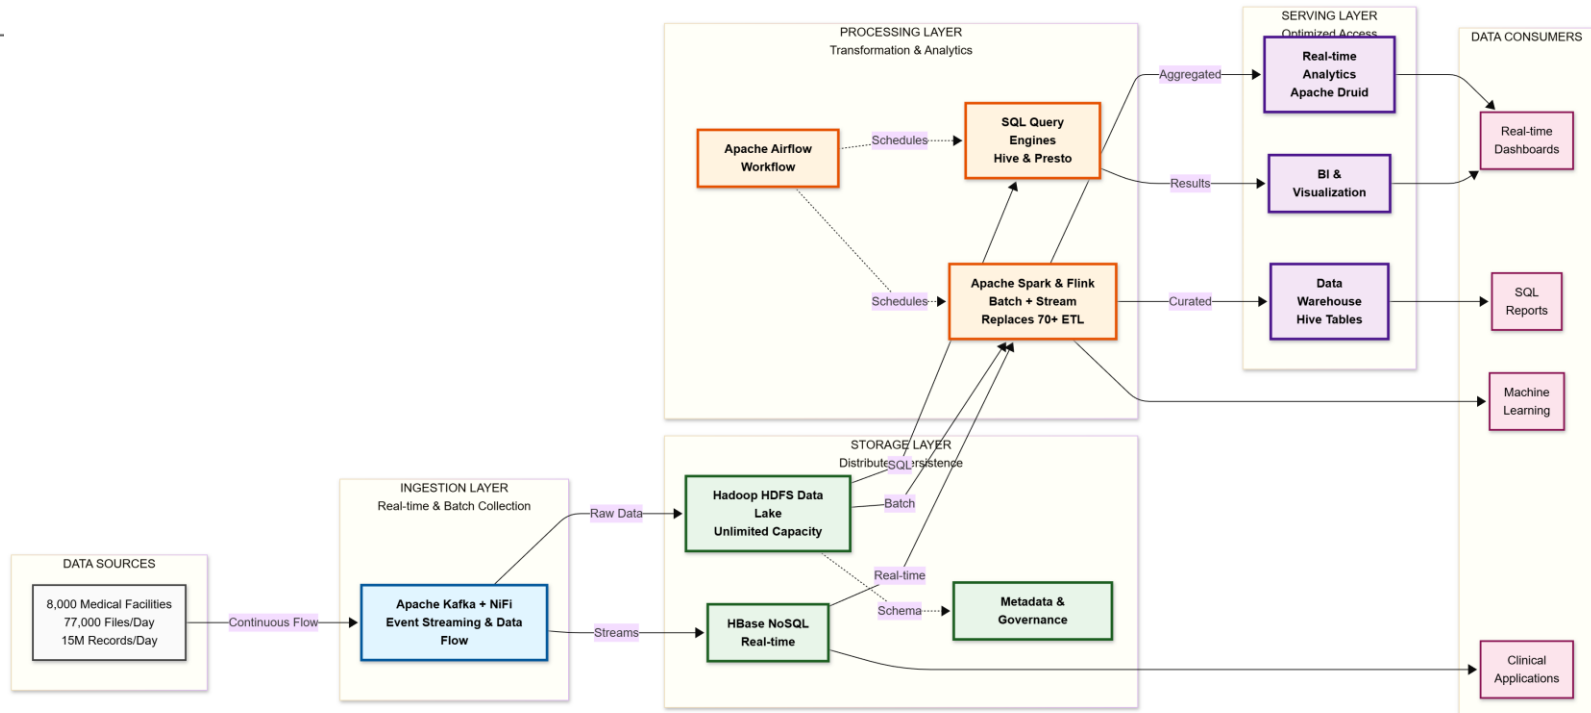 DATA SOURCES
8,000 Medical Facilities
77,000 Files/Day
15M Records/Day
Continuous Flow
INGESTION LAYER
Real-time & Batch Collection
Apache Kafka + NiFi
Event Streaming & Data
Flow
Raw Data
Streams
STORAGE LAYER
Distributed Persistence
Hadoop HDFS Data
Lake
Unlimited Capacity
HBase NoSQL
Real-time
Metadata &
Governance
SQL
Batch
Real-time
Schema
PROCESSING LAYER
Transformation & Analytics
Apache Airflow
Workflow
Schedules
Schedules
SQL Query
Engines
Hive & Presto
Apache Spark & Flink
Batch + Stream
Replaces 70+ ETL
Aggregated
Results
Curated
SERVING LAYER
Optimized Access
Real-time
Analytics
Apache Druid
BI &
Visualization
Data
Warehouse
Hive Tables
DATA CONSUMERS
Real-time
Dashboards
SQL
Reports
Machine
Learning
Clinical
Applications